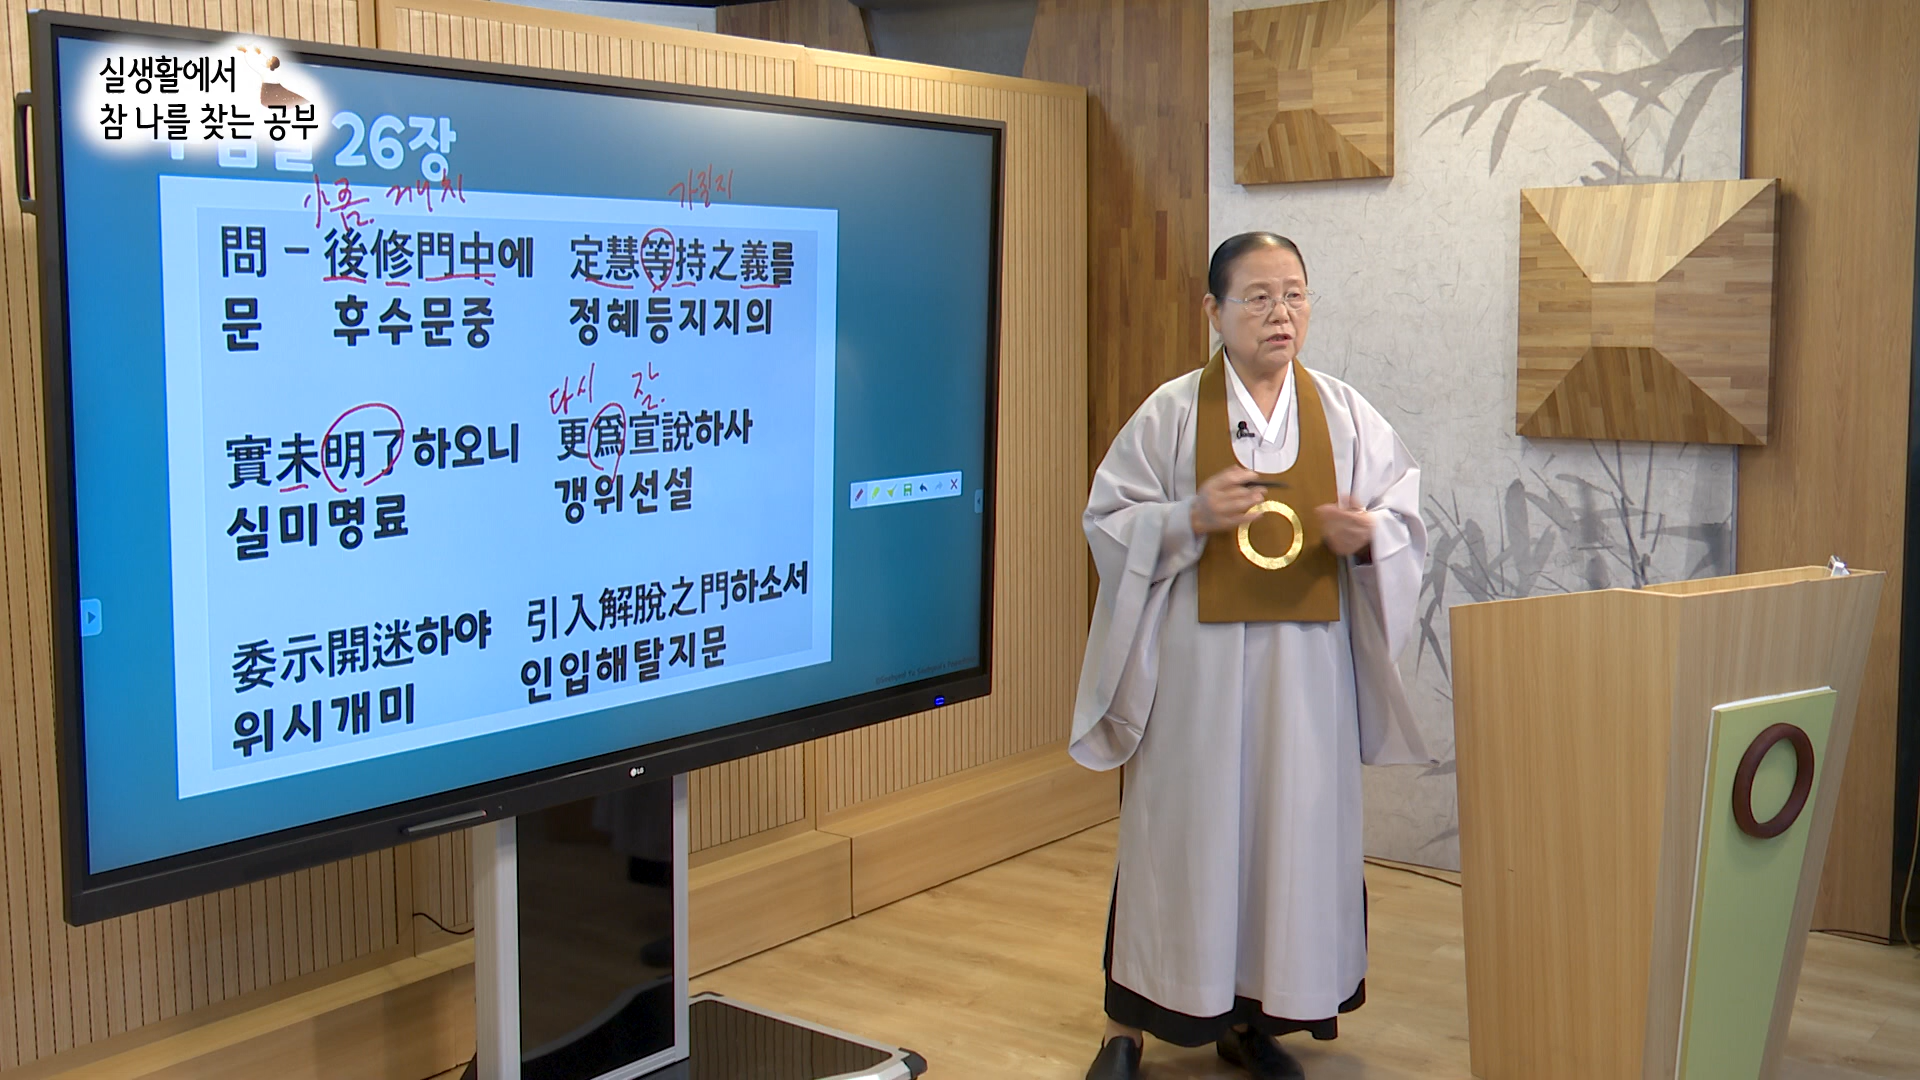 실생활에서
참 나를 찾는 공부
26장
가질지
問 - 後修門中에 定慧等持之義를
문 후수문중 정혜등지지의
다시 잘
實未明了하오니 更爲宣說하사
실미명료 갱위선설
委示開迷하야 引入解脫之門하소서
위시개미 인입해탈지문
LG